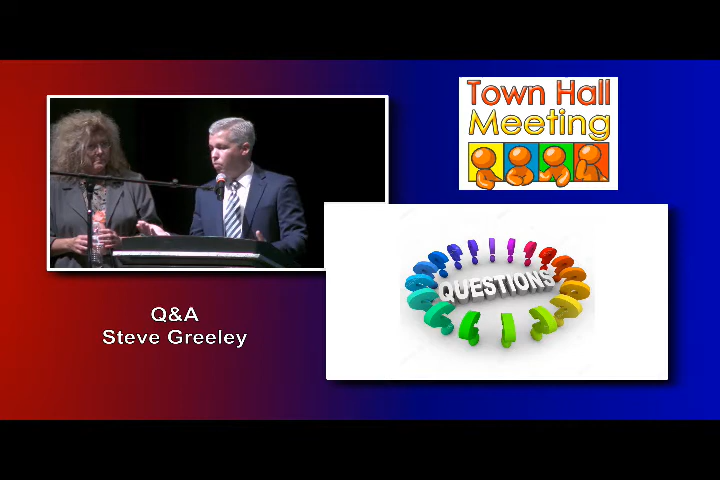 Town Hall
Meeting
QUESTIONS
Q&A
Steve Greeley